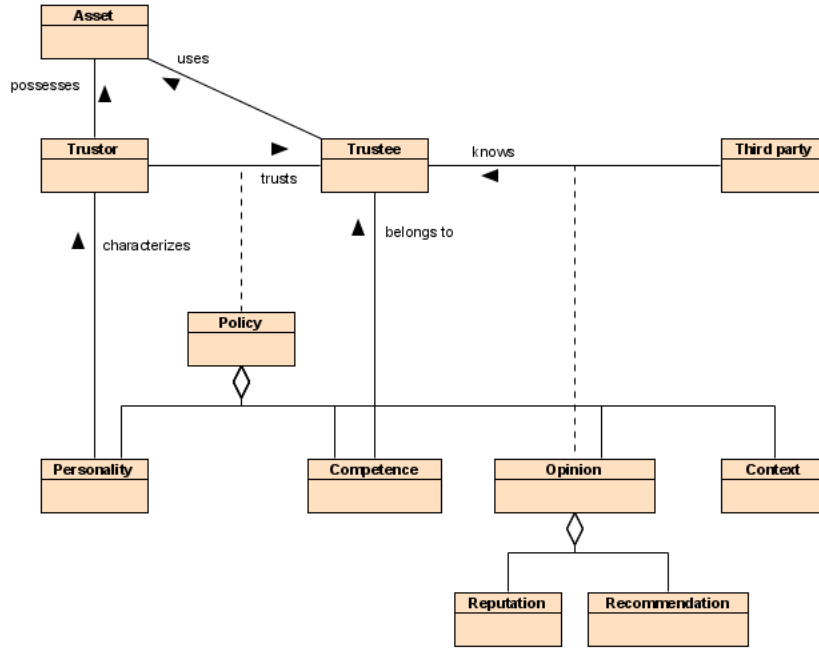 Asset
uses
possesses
Trustor
Trustee
knows
Third party
trusts
characterizes
belongs to
Policy
Personality
Competence
Opinion
Context
Reputation
Recommendation